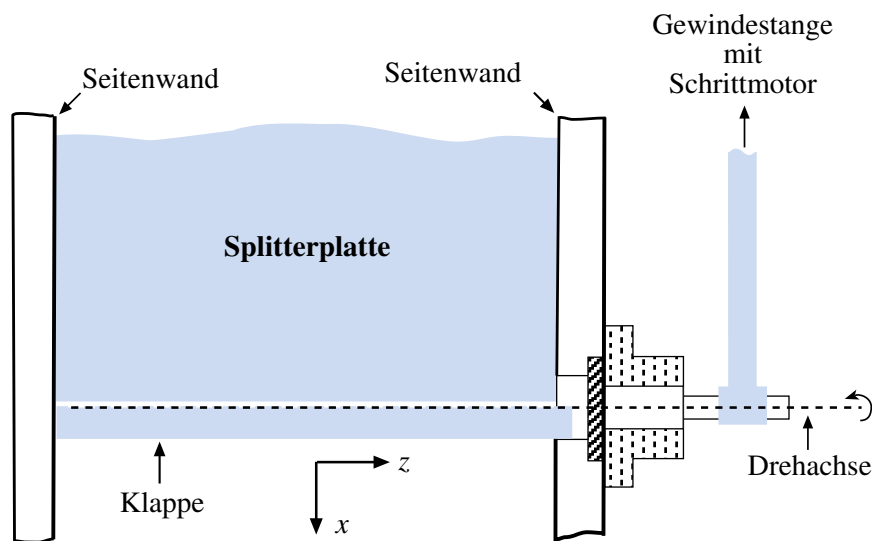 Gewindestange
mit
Schrittmotor
Seitenwand
Seitenwand
Splitterplatte
Drehachse
Klappe
z
x